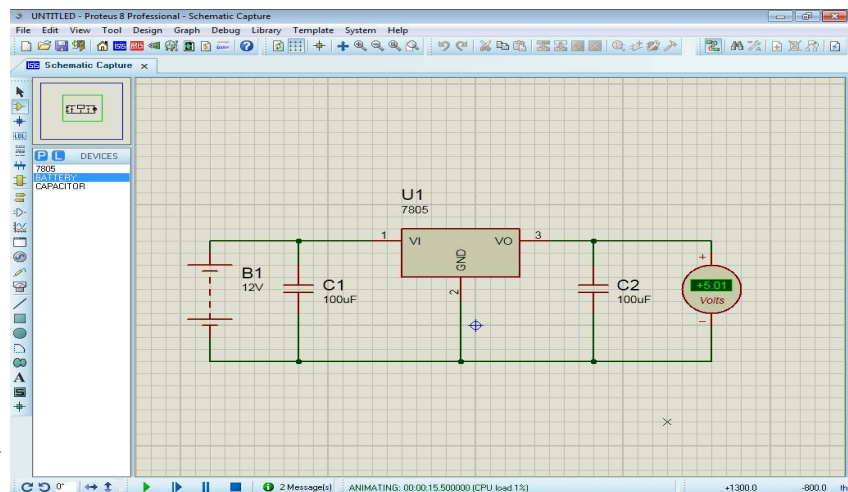 UNTITLED - Proteus 8 Professional - Schematic Capture
File Edit View Tool Design Graph Debug Library Template System Help
Schematic Capture x
P L DEVICES
7805
BATTERY
CAPACITOR
U1
7805
1 VI VO 3
GND
2
B1
12V
C1
100uF
C2
100uF
+
+5.01
Volts
-
A
S
0°
2 Message(s) ANIMATING: 00:00:15.500000 (CPU load 1%) +1300.0 -800.0 th